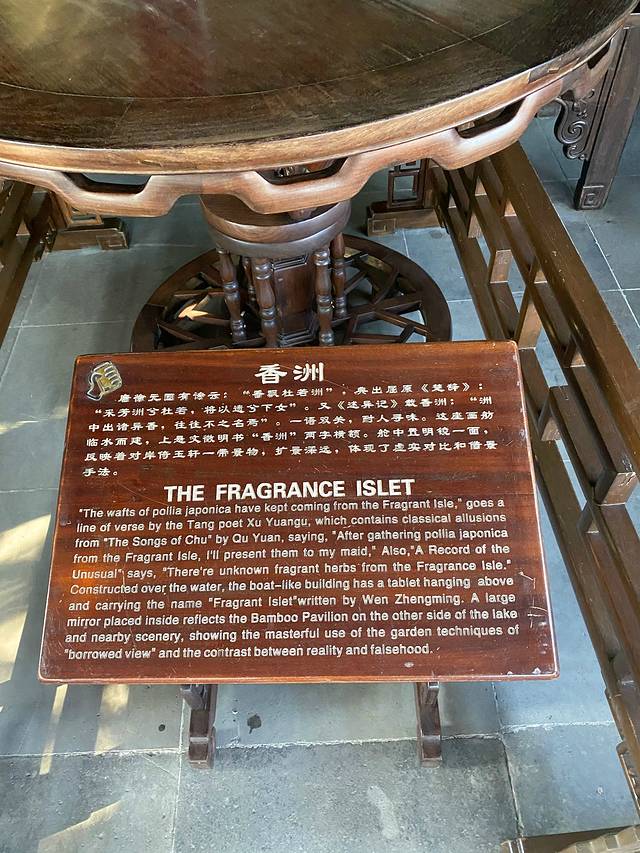 香洲
唐徐元固有诗云：“香飘杜若洲”。典出屈原《楚辞》：
“采芳洲兮杜若，将以遗兮下女”。又《述异记》载香洲：“洲
中出诸异香，往往不之名焉”。一语双关，耐人寻味。这座画舫
临水而建，上悬文徵明书“香洲”两字横额。舱中置明镜一面，
反映着对岸倚玉轩一带景物，扩景深远，体现了虚实对比和借景
手法。
THE FRAGRANCE ISLET
"The wafts of pollia japonica have kept coming from the Fragrant Isle," goes a
line of verse by the Tang poet Xu Yuangu, which contains classical allusions
from "The Songs of Chu" by Qu Yuan, saying, "After gathering pollia japonica
from the Fragrant Isle, I'll present them to my maid," Also,"A Record of the
Unusual" says, "There're unknown fragrant herbs from the Fragrance Isle."
Constructed over the water, the boat-like building has a tablet hanging above
and carrying the name "Fragrant Islet"written by Wen Zhengming. A large
mirror placed inside reflects the Bamboo Pavilion on the other side of the lake
and nearby scenery, showing the masterful use of the garden techniques of
"borrowed view" and the contrast between reality and falsehood.